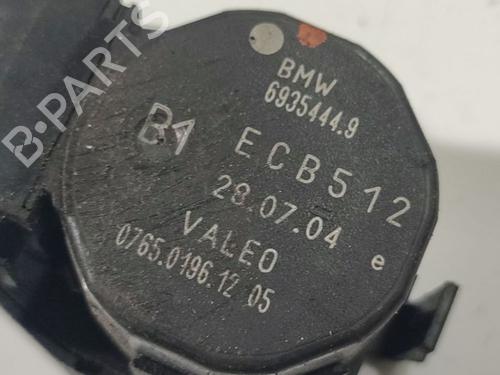 BMW
6935444.9
B1 ECB512
28.07.04 e
VALEO
0765.0196.12 05
B-PARTS